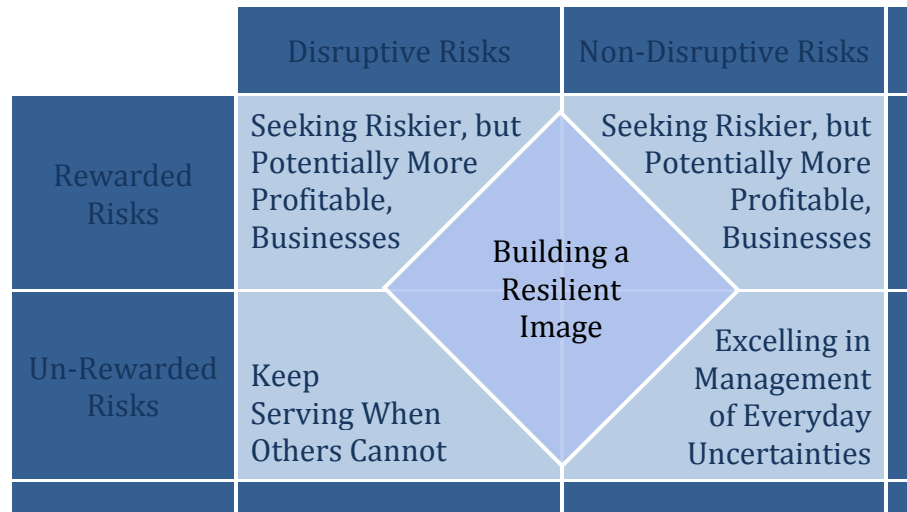 Disruptive Risks
Non-Disruptive Risks
Rewarded
Risks
Seeking Riskier, but
Potentially More
Profitable,
Businesses
Seeking Riskier, but
Potentially More
Profitable,
Businesses
Building a
Resilient
Image
Un-Rewarded
Risks
Keep
Serving When
Others Cannot
Excelling in
Management
of Everyday
Uncertainties